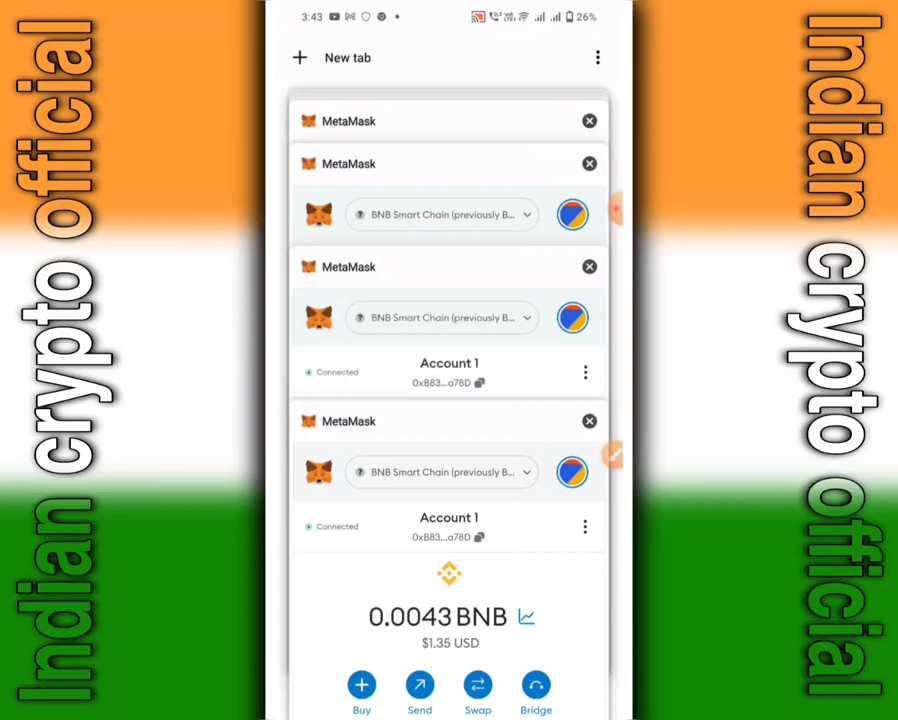 Indian crypto official
3:43
26%
New tab
MetaMask
MetaMask
BNB Smart Chain (previously B...
MetaMask
BNB Smart Chain (previously B...
Connected
Account 1
0xB83...a78D
MetaMask
BNB Smart Chain (previously B...
Connected
Account 1
0xB83...a78D
0.0043 BNB
$1.35 USD
Buy
Send
Swap
Bridge
Indian crypto official